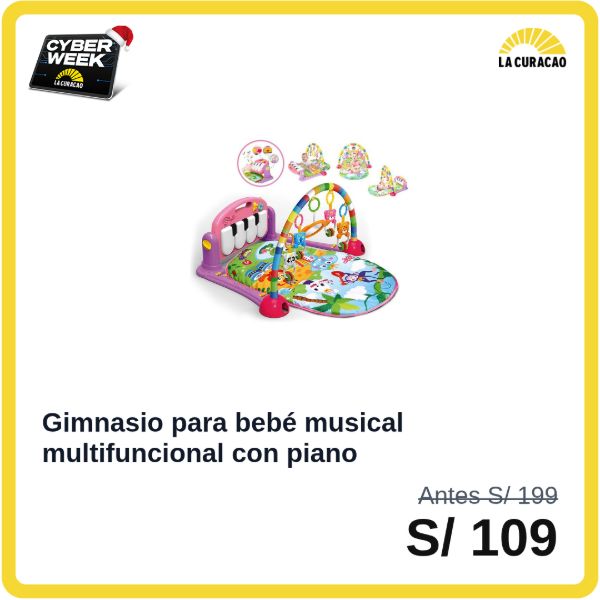 CYBER
WEEK
LA CURACAO
LA CURACAO
Gimnasio para bebé musical
multifuncional con piano
Antes S/ 199
S/ 109